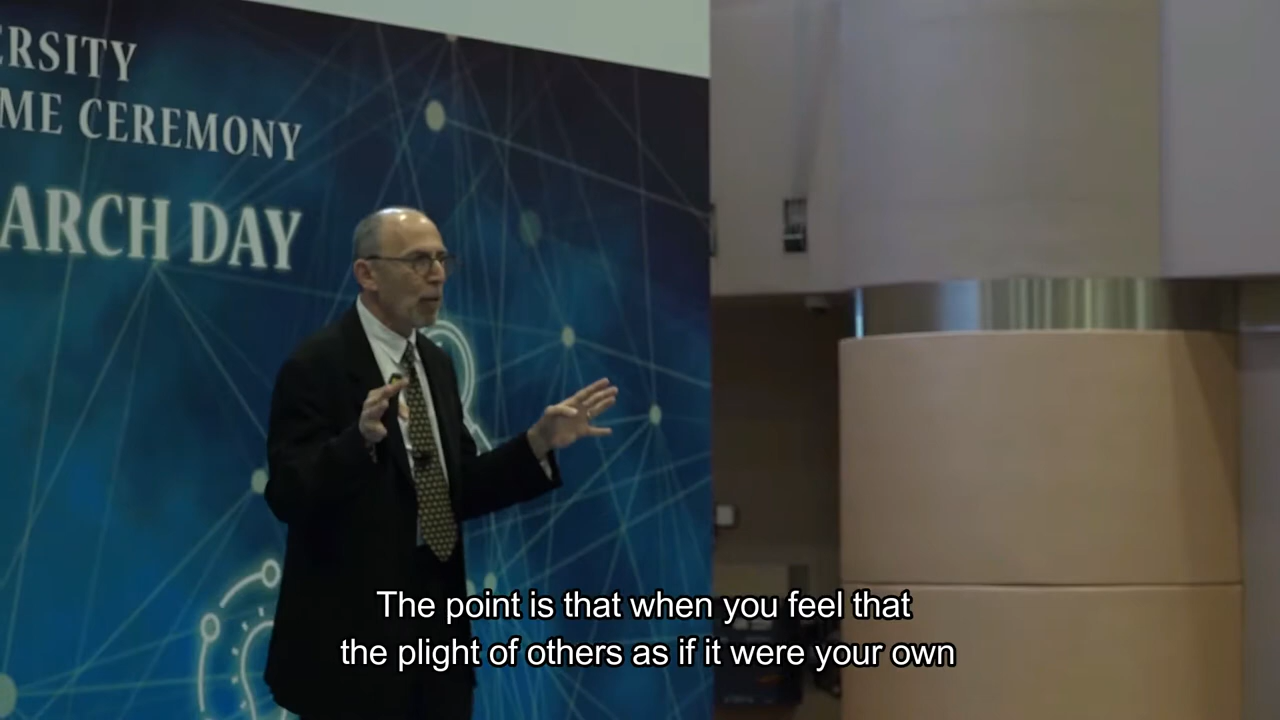 ERSITY
ME CEREMONY
ARCH DAY
The point is that when you feel that
the plight of others as if it were your own